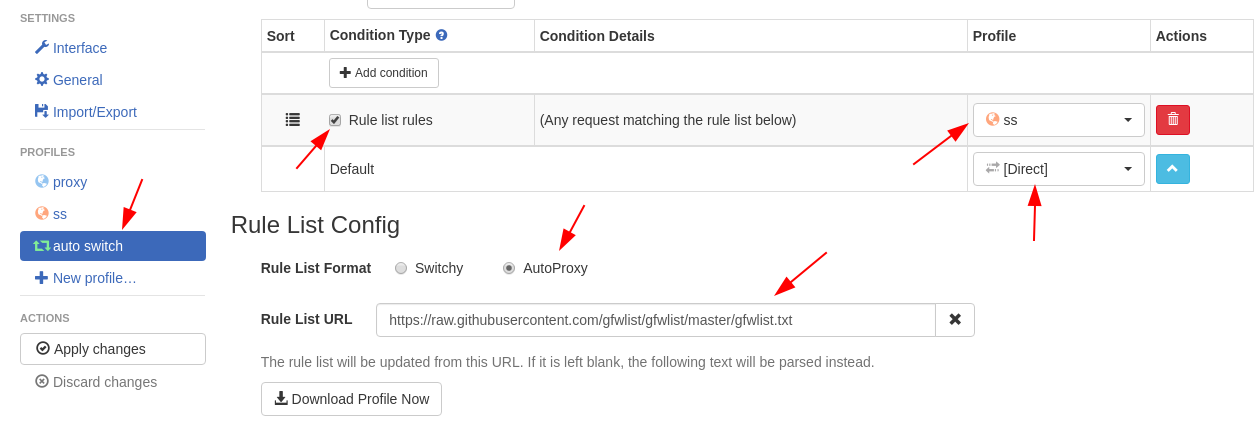 SETTINGS
Interface
General
Import/Export
PROFILES
proxy
ss
auto switch
New profile…
ACTIONS
Apply changes
Discard changes
Sort Condition Type Condition Details Profile Actions
Add condition
Rule list rules (Any request matching the rule list below) ss
Default [Direct]
Rule List Config
Rule List Format Switchy AutoProxy
Rule List URL https://raw.githubusercontent.com/gfwlist/gfwlist/master/gfwlist.txt
The rule list will be updated from this URL. If it is left blank, the following text will be parsed instead.
Download Profile Now